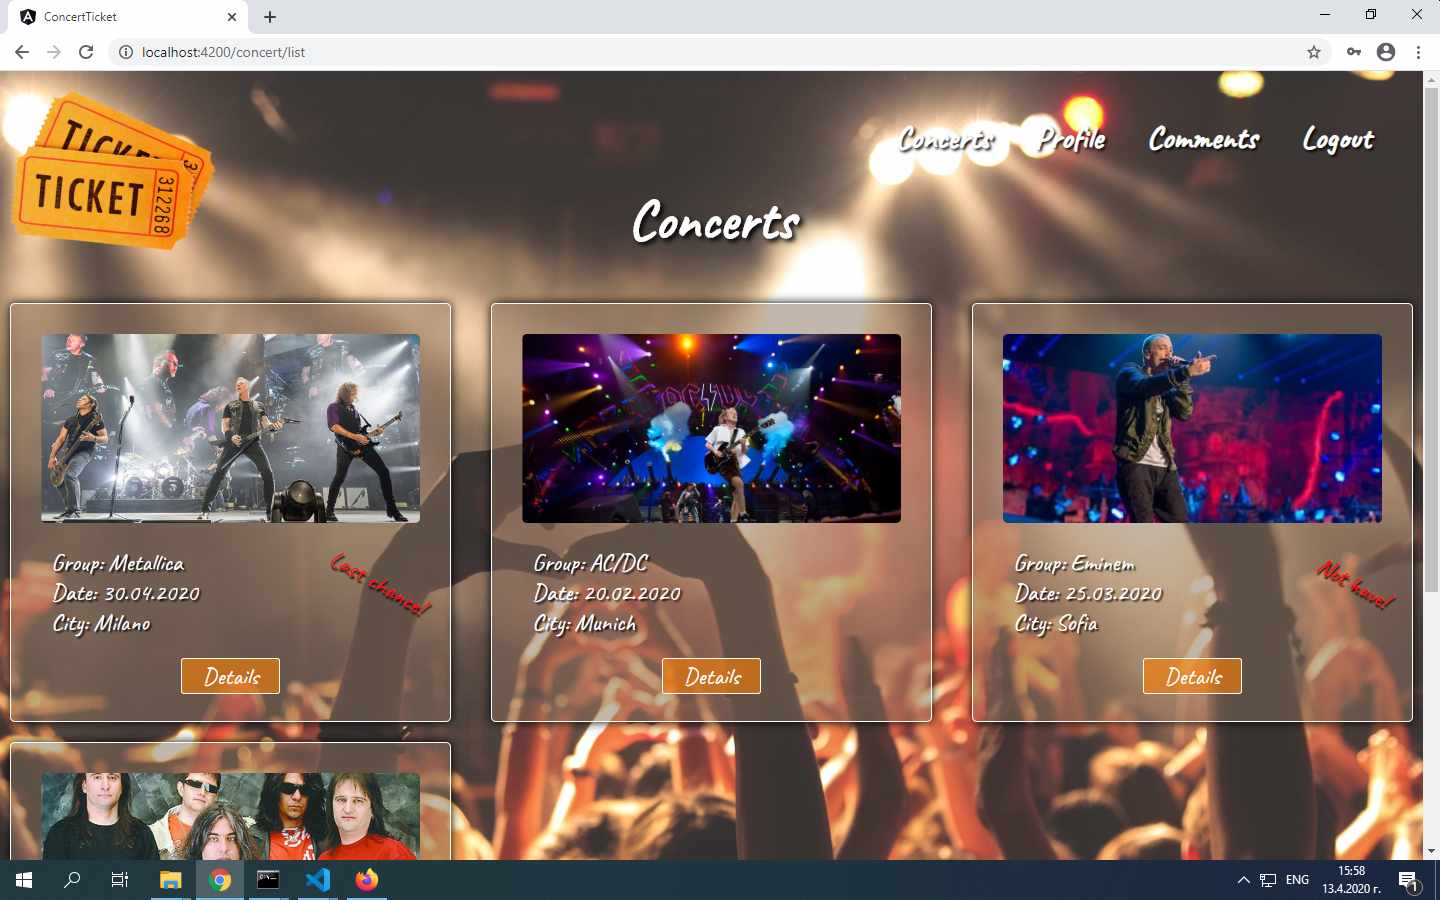 ConcertTicket
localhost:4200/concert/list
TICKET
TICKET
312268
Concerts
Profile
Comments
Logout
Concerts
Group: Metallica
Date: 30.04.2020
City: Milano
Last chance!
Details
Group: AC/DC
Date: 20.02.2020
City: Munich
Details
Group: Eminem
Date: 25.03.2020
City: Sofia
Not have!
Details
ENG
15:58
13.4.2020 г.
1